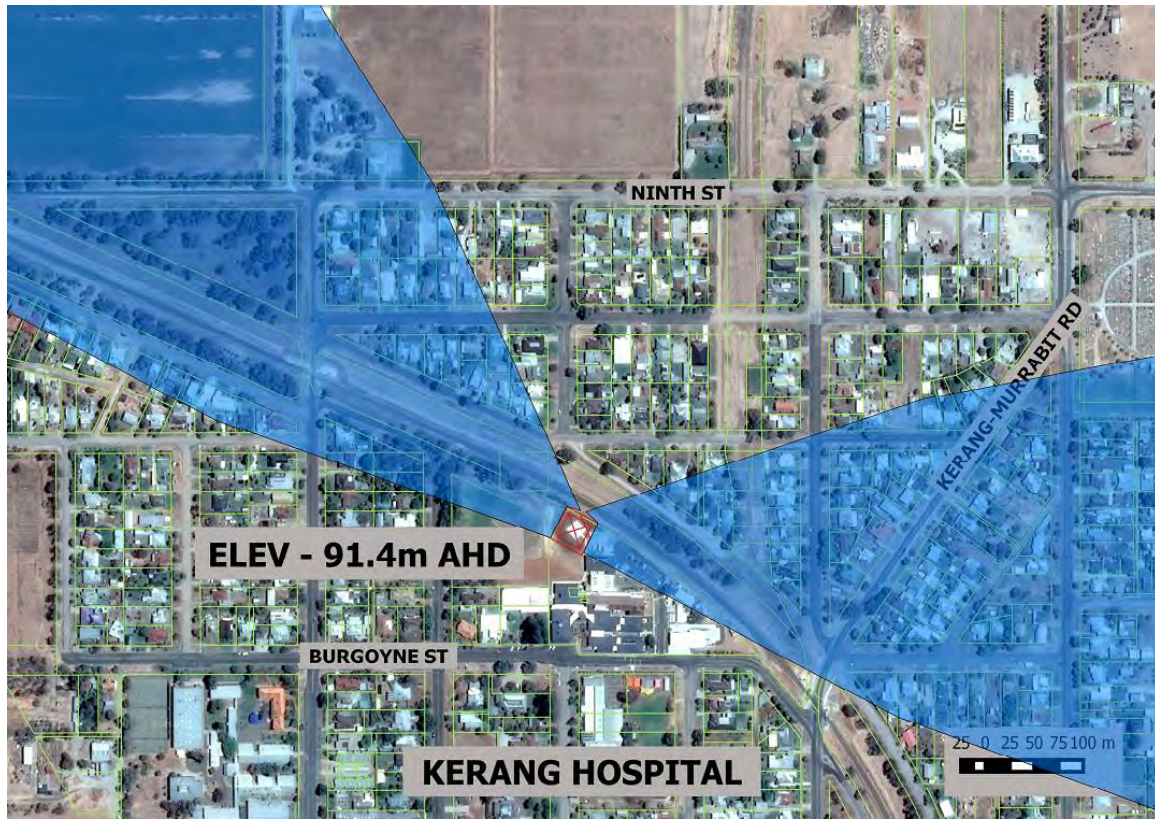 NINTH ST
KERANG-MURRABIT RD
ELEV - 91.4m AHD
BURGOYNE ST
25 0 25 50 75 100 m
KERANG HOSPITAL